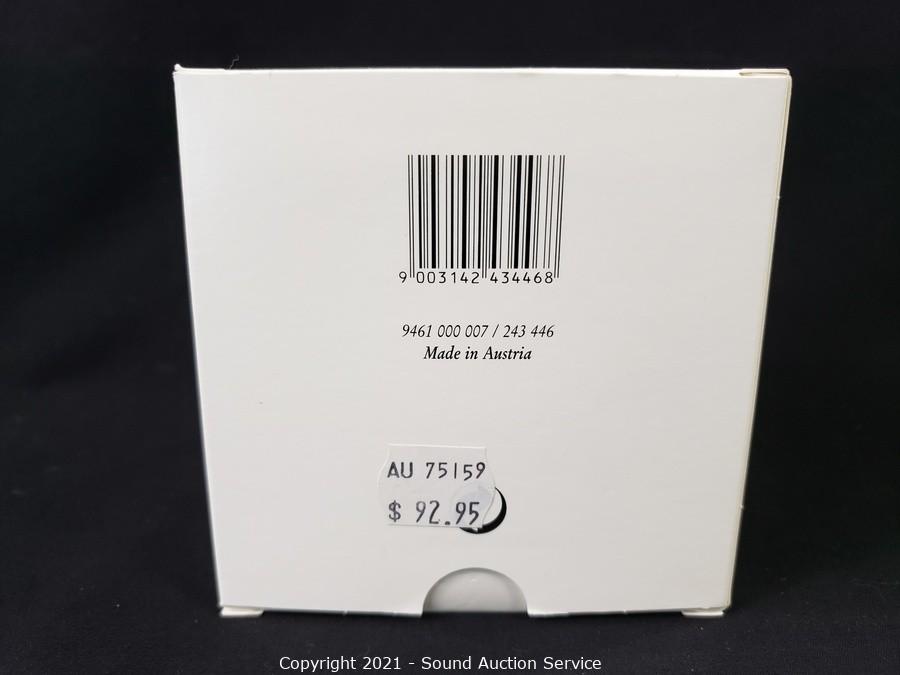 9 003142 434468
9461 000 007 / 243 446
Made in Austria
AU 75159
$ 92.95
Copyright 2021 - Sound Auction Service